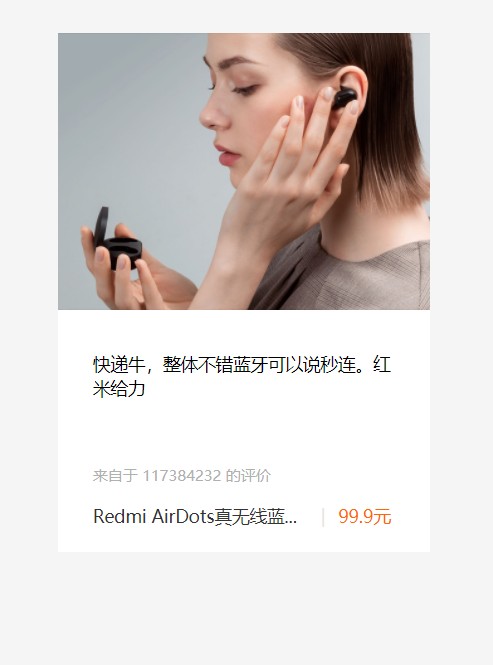 快递牛，整体不错蓝牙可以说秒连。红
米给力
来自于 117384232 的评价
Redmi AirDots真无线蓝... | 99.9元